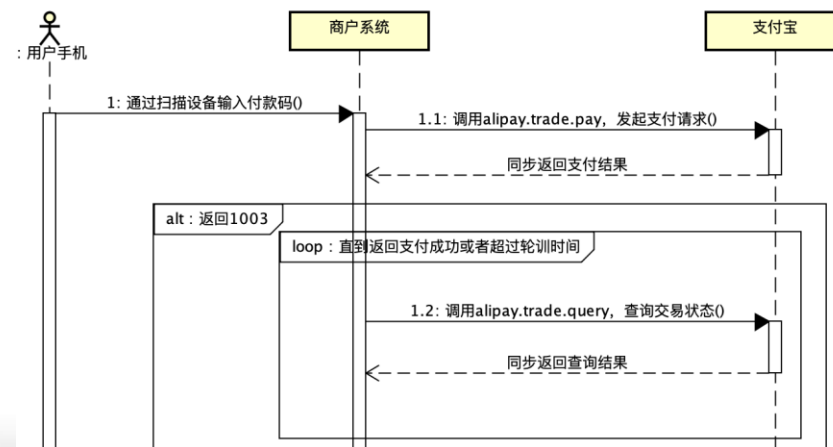 商户系统
支付宝
: 用户手机
1: 通过扫描设备输入付款码()
1.1: 调用alipay.trade.pay，发起支付请求()
同步返回支付结果
alt : 返回1003
loop : 直到返回支付成功或者超过轮训时间
1.2: 调用alipay.trade.query，查询交易状态()
同步返回查询结果